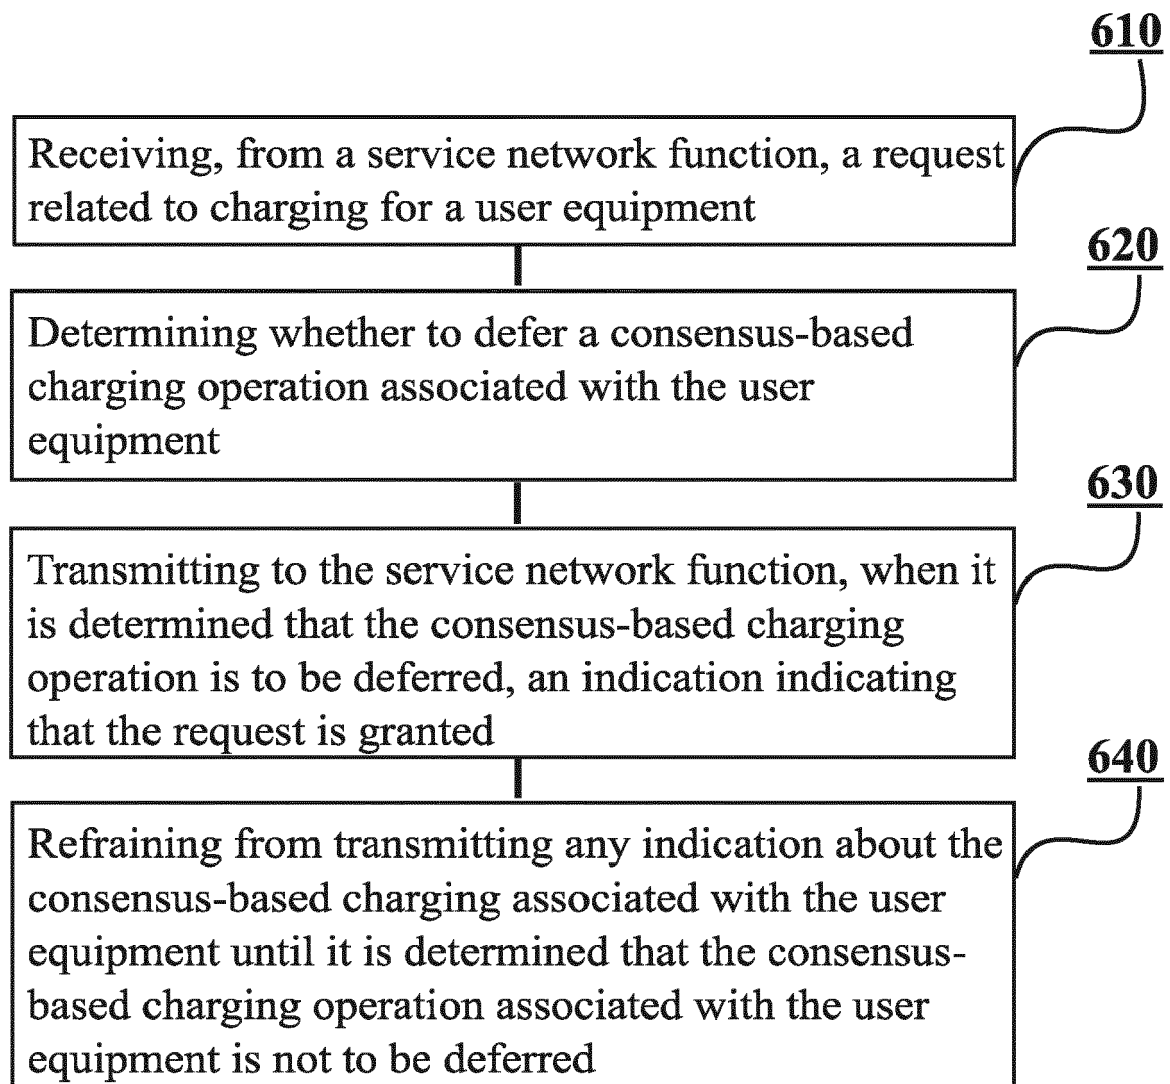 610
Receiving, from a service network function, a request
related to charging for a user equipment
620
Determining whether to defer a consensus-based
charging operation associated with the user
equipment
630
Transmitting to the service network function, when it
is determined that the consensus-based charging
operation is to be deferred, an indication indicating
that the request is granted
640
Refraining from transmitting any indication about the
consensus-based charging associated with the user
equipment until it is determined that the consensus-
based charging operation associated with the user
equipment is not to be deferred